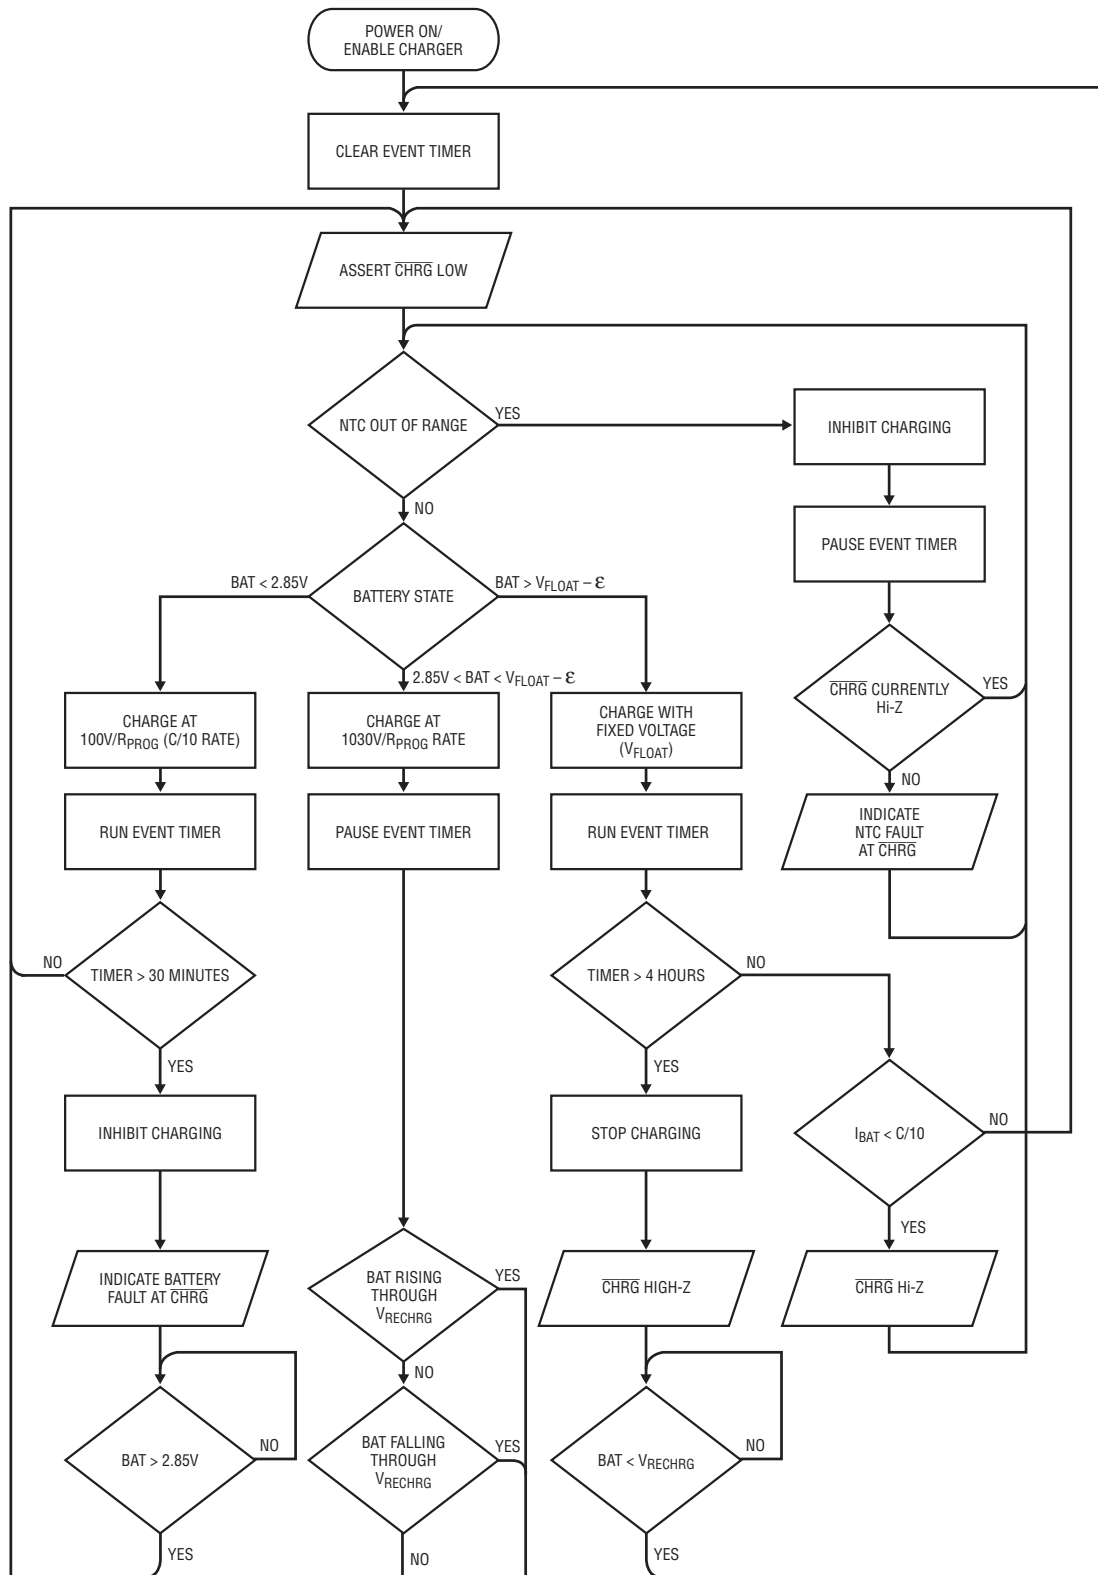 POWER ON/
ENABLE CHARGER
CLEAR EVENT TIMER
ASSERT CHRG LOW
NTC OUT OF RANGE
YES
INHIBIT CHARGING
NO
PAUSE EVENT TIMER
BATTERY STATE
BAT < 2.85V
BAT > VFLOAT – ε
2.85V < BAT < VFLOAT – ε
CHARGE AT
100V/RPROG (C/10 RATE)
CHARGE AT
1030V/RPROG RATE
CHARGE WITH
FIXED VOLTAGE
(VFLOAT)
CHRG CURRENTLY
Hi-Z
YES
NO
RUN EVENT TIMER
PAUSE EVENT TIMER
RUN EVENT TIMER
INDICATE
NTC FAULT
AT CHRG
NO
TIMER > 30 MINUTES
TIMER > 4 HOURS
NO
YES
YES
INHIBIT CHARGING
STOP CHARGING
IBAT < C/10
NO
YES
INDICATE BATTERY
FAULT AT CHRG
BAT RISING
THROUGH
VRECHRG
YES
CHRG HIGH-Z
CHRG Hi-Z
NO
BAT > 2.85V
NO
BAT FALLING
THROUGH
VRECHRG
YES
BAT < VRECHRG
NO
YES
NO
YES